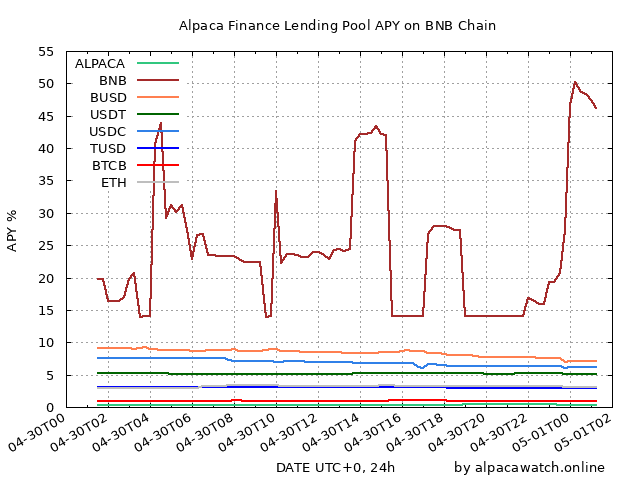 Alpaca Finance Lending Pool APY on BNB Chain
55
50
45
40
35
30
25
20
15
10
5
0
APY %
ALPACA
BNB
BUSD
USDT
USDC
TUSD
BTCB
ETH
04-30T00
04-30T02
04-30T04
04-30T06
04-30T08
04-30T10
04-30T12
04-30T14
04-30T16
04-30T18
04-30T20
04-30T22
05-01T00
05-01T02
DATE UTC+0, 24h
by alpacawatch.online